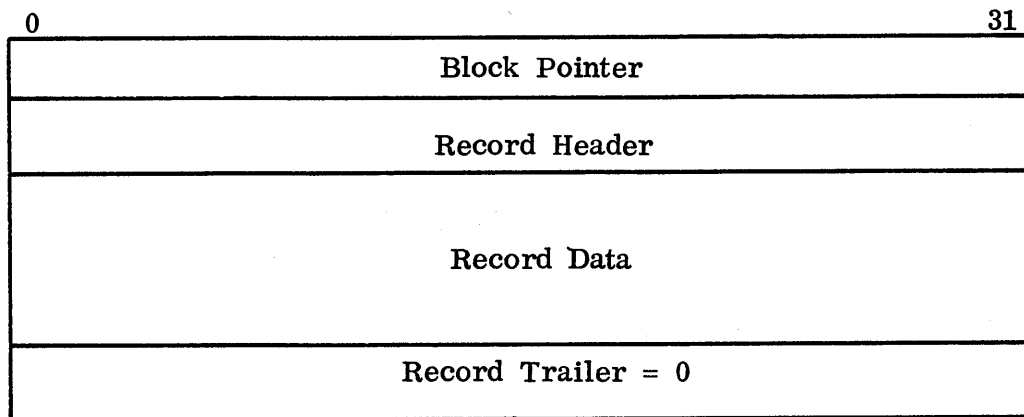 0 31
Block Pointer
Record Header
Record Data
Record Trailer = 0